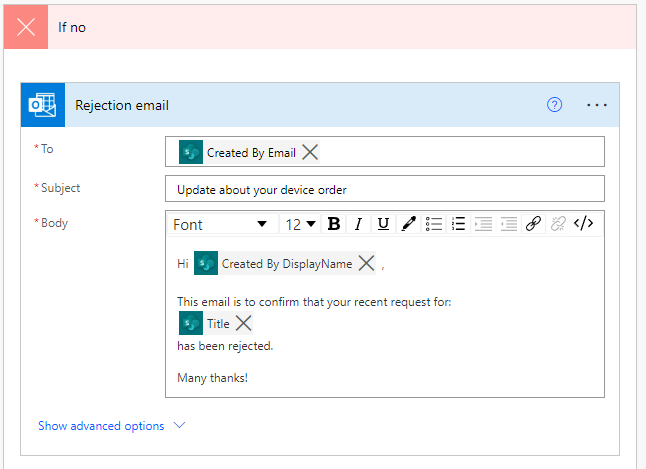 If no
Rejection email
* To
Created By Email
* Subject
Update about your device order
* Body
Font 12 B I U
Hi Created By DisplayName ,
This email is to confirm that your recent request for:
Title
has been rejected.
Many thanks!
Show advanced options